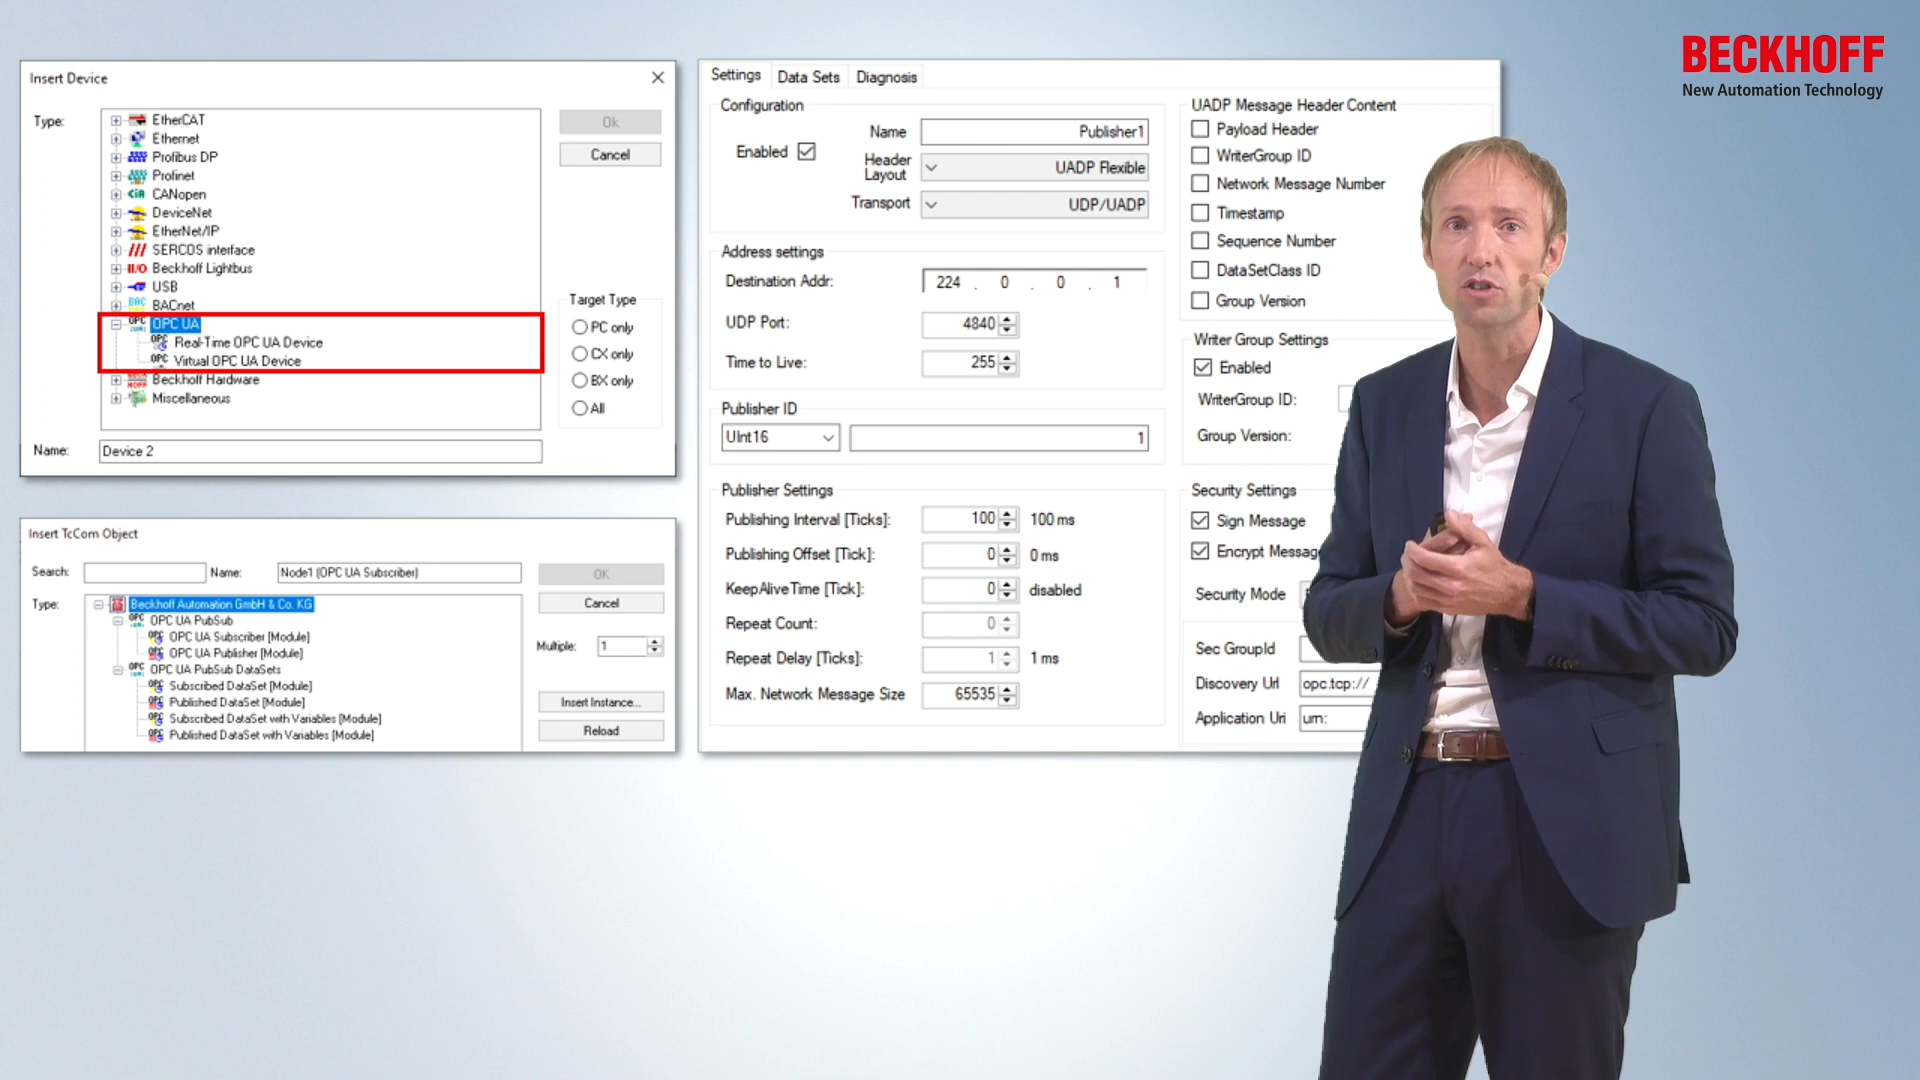 BECKHOFF
New Automation Technology
Insert Device
Type:
EtherCAT
Ethernet
Profibus DP
Profinet
CANopen
DeviceNet
EtherNet/IP
SERCOS interface
Beckhoff Lightbus
USB
BACnet
OPC UA
Real-Time OPC UA Device
Virtual OPC UA Device
Beckhoff Hardware
Miscellaneous
Ok
Cancel
Target Type
PC only
CX only
BX only
All
Name:
Device 2
Insert TcCom Object
Search:
Name:
Node1 (OPC UA Subscriber)
Type:
Beckhoff Automation GmbH & Co. KG
OPC UA PubSub
OPC UA Subscriber [Module]
OPC UA Publisher [Module]
OPC UA PubSub DataSets
Subscribed DataSet [Module]
Published DataSet [Module]
Subscribed DataSet with Variables [Module]
Published DataSet with Variables [Module]
OK
Cancel
Multiple:
1
Insert Instance...
Reload
Settings
Data Sets
Diagnosis
Configuration
Enabled
Name
Publisher1
Header Layout
UADP Flexible
Transport
UDP/UADP
Address settings
Destination Addr:
224 . 0 . 0 . 1
UDP Port:
4840
Time to Live:
255
Publisher ID
UInt16
1
Publisher Settings
Publishing Interval [Ticks]:
100
100 ms
Publishing Offset [Tick]:
0
0 ms
KeepAliveTime [Tick]:
0
disabled
Repeat Count:
0
Repeat Delay [Ticks]:
1
1 ms
Max. Network Message Size
65535
UADP Message Header Content
Payload Header
WriterGroup ID
Network Message Number
Timestamp
Sequence Number
DataSetClass ID
Group Version
Writer Group Settings
Enabled
WriterGroup ID:
Group Version:
Security Settings
Sign Message
Encrypt Messag
Security Mode
Sec GroupId
Discovery Url
opc.tcp://
Application Uri
urn: